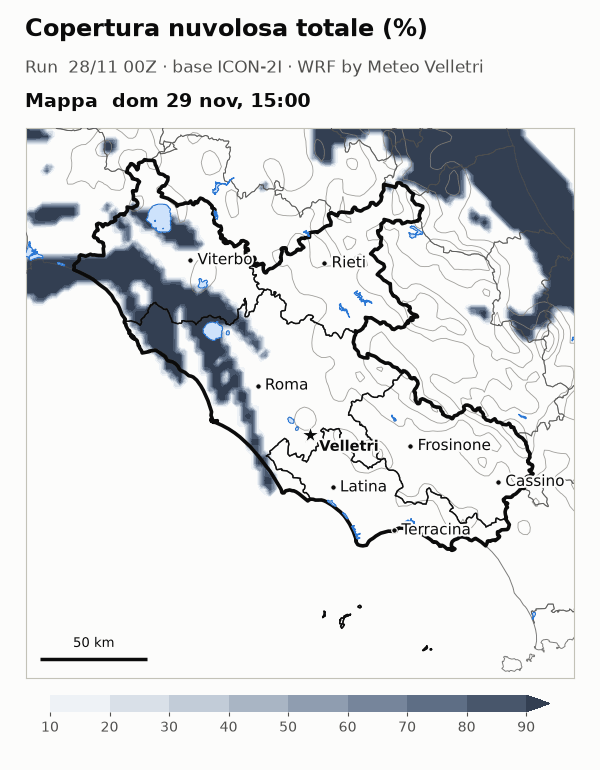 Copertura nuvolosa totale (%)
Run  28/11 00Z · base ICON-2I · WRF by Meteo Velletri
Mappa  dom 29 nov, 15:00
Viterbo
Rieti
Roma
Velletri
Frosinone
Cassino
Latina
Terracina
50 km
10 20 30 40 50 60 70 80 90